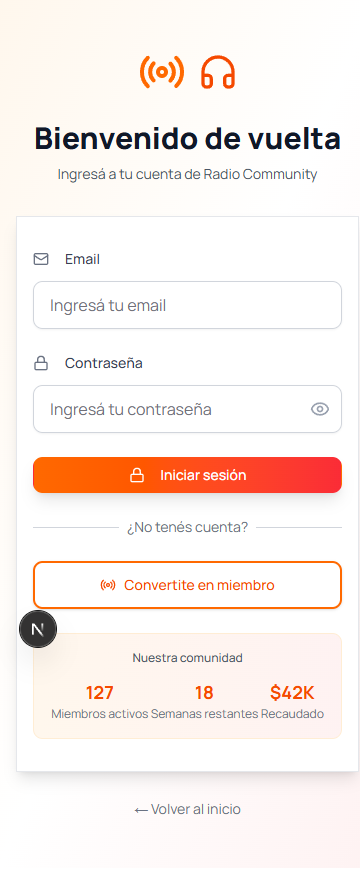 Bienvenido de vuelta
Ingresá a tu cuenta de Radio Community
Email
Ingresá tu email
Contraseña
Ingresá tu contraseña
Iniciar sesión
¿No tenés cuenta?
Convertite en miembro
N
Nuestra comunidad
127 18 $42K
Miembros activos Semanas restantes Recaudado
← Volver al inicio